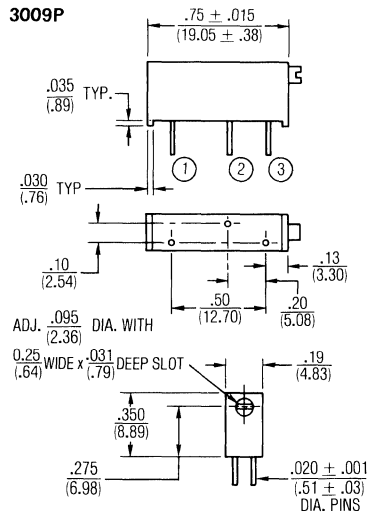 3009P
.75 ± .015
(19.05 ± .38)
.035
(.89)
TYP.
1
2
3
.030
(.76)
TYP
.10
(2.54)
.13
(3.30)
.50
(12.70)
.20
(5.08)
ADJ. .095 DIA. WITH
(2.36)
0.25 WIDE x .031 DEEP SLOT
(.64) (.79)
.19
(4.83)
.350
(8.89)
.275
(6.98)
.020 ± .001
(.51 ± .03)
DIA. PINS